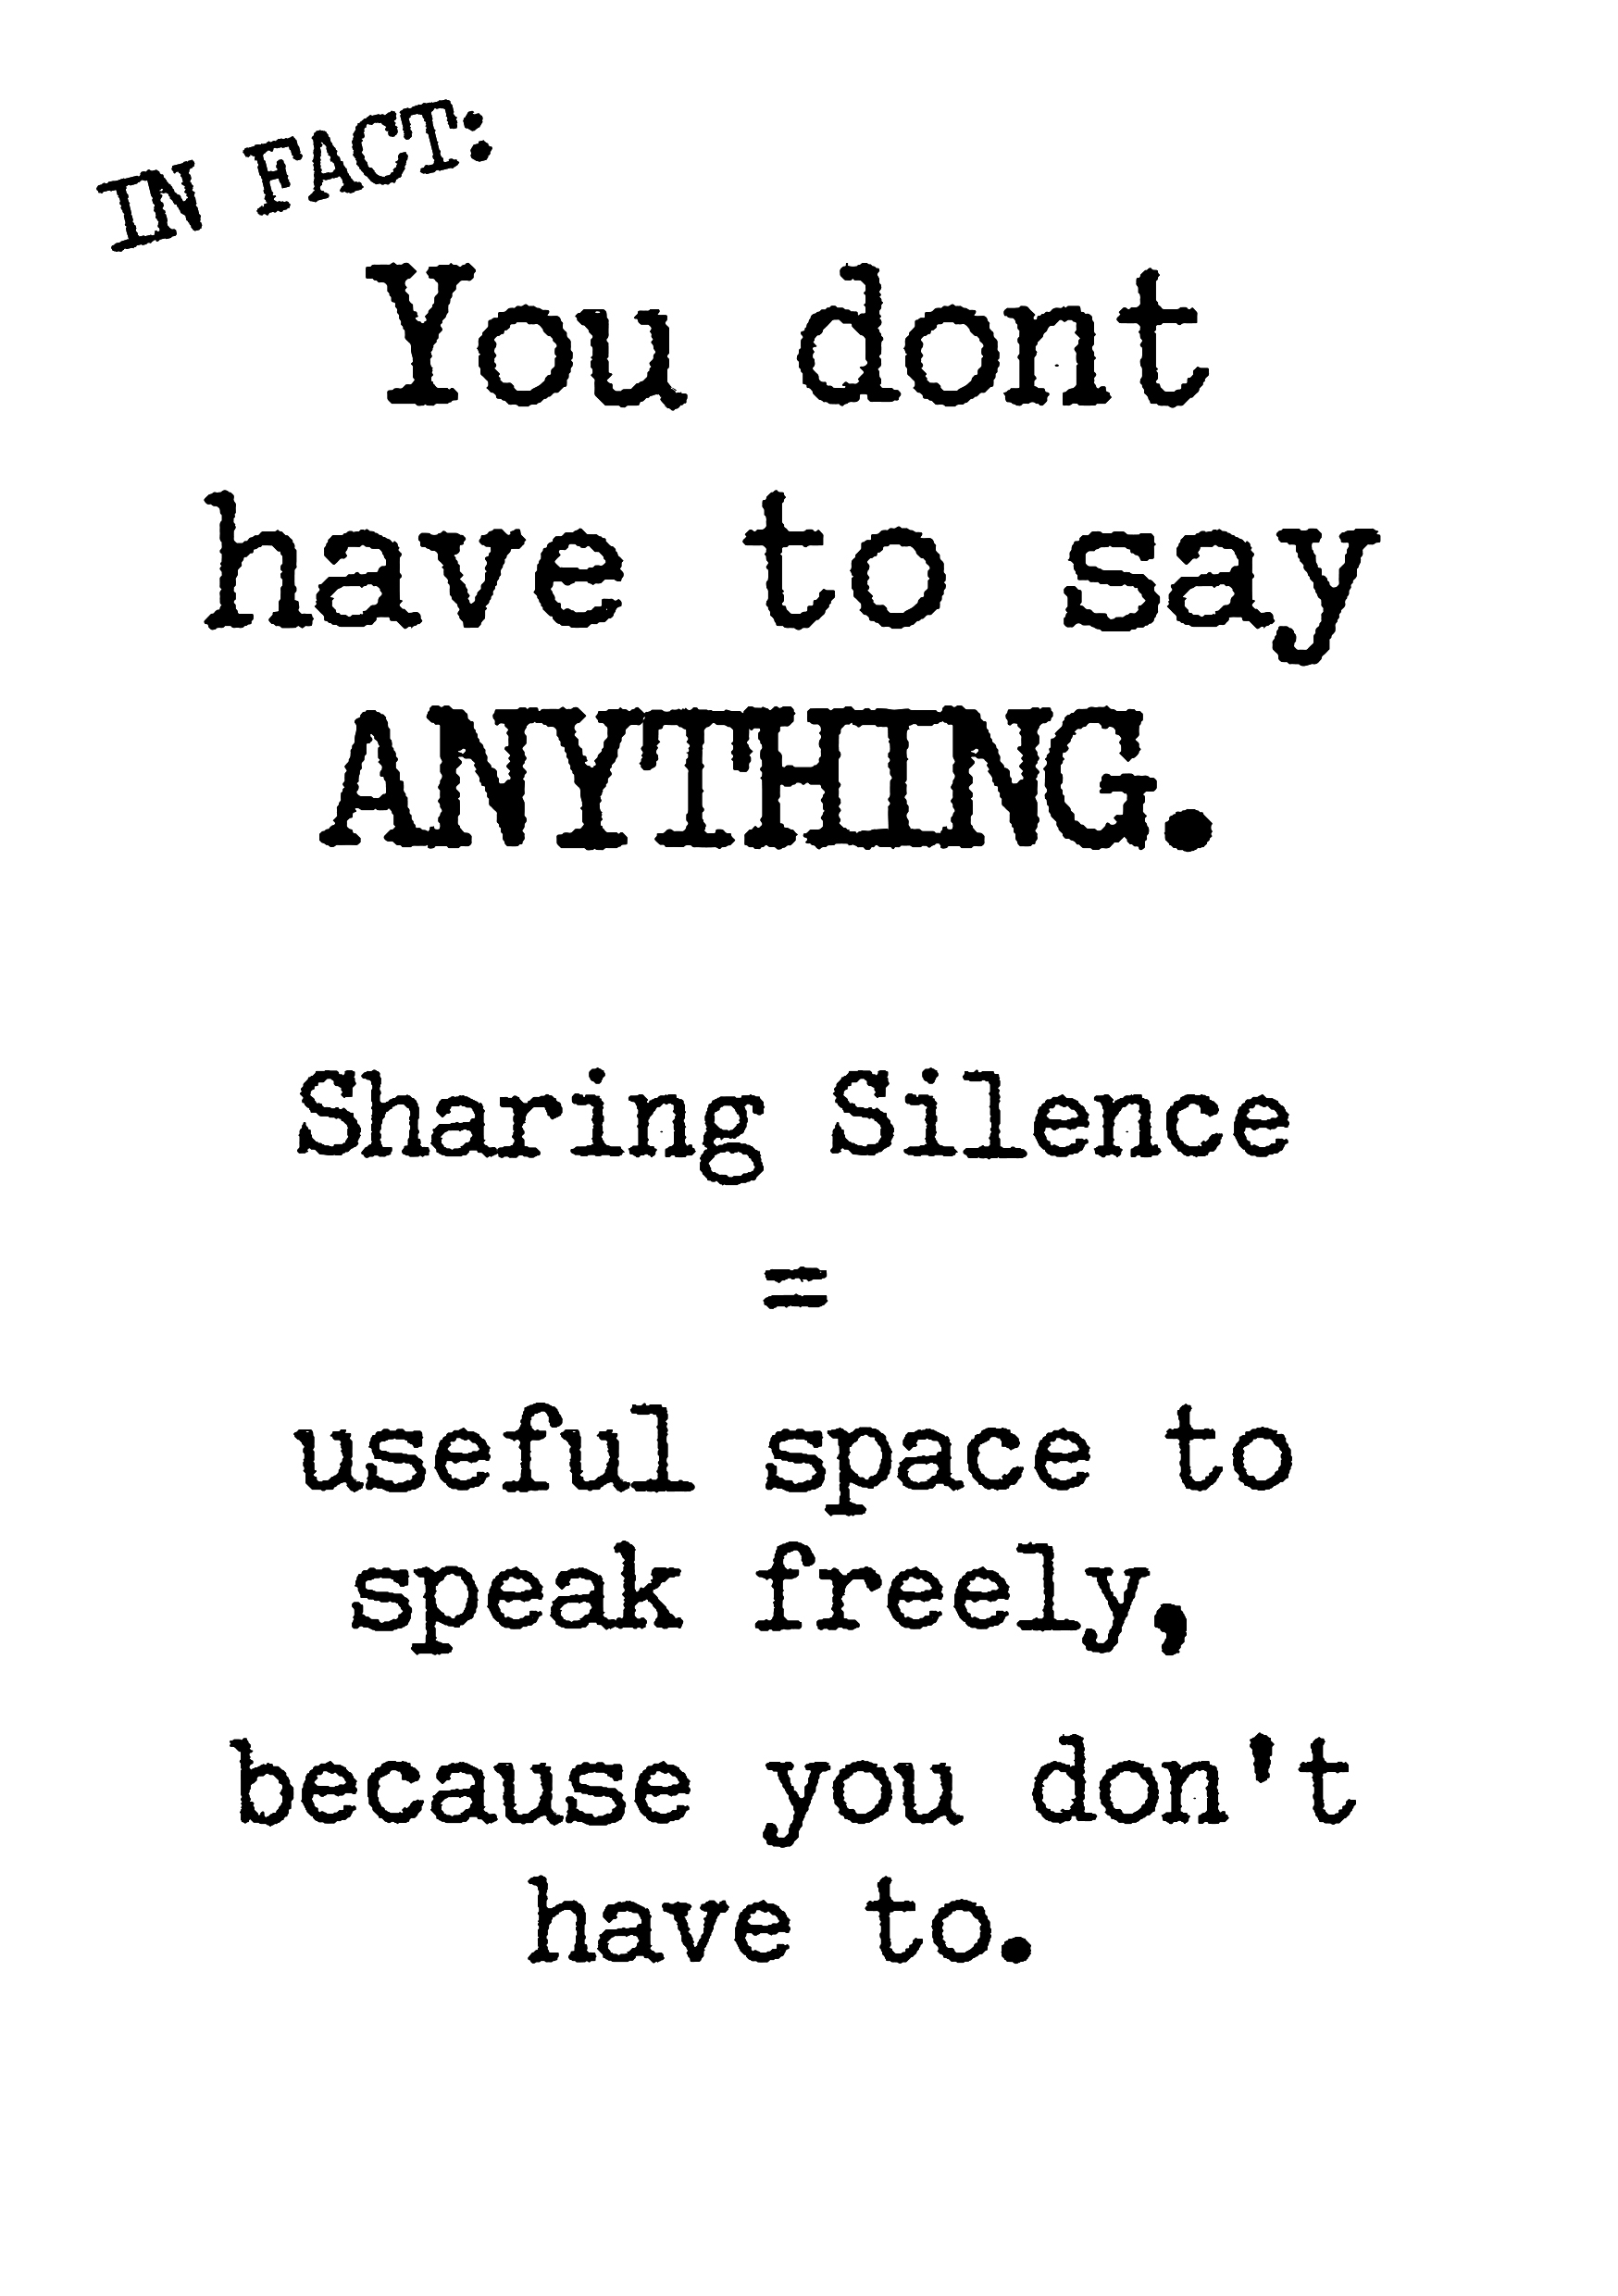 IN FACT:
You dont
have to say
ANYTHING.
Sharing Silence
=
useful space to
speak freely,
because you don't
have to.